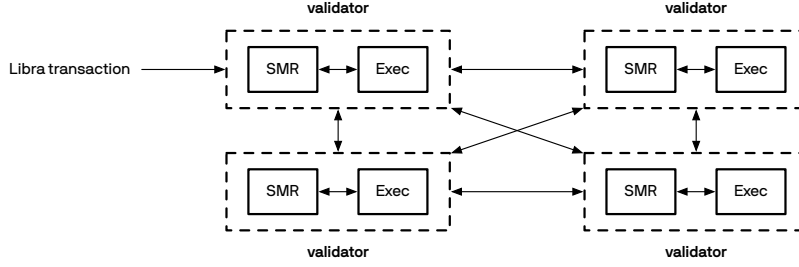 validator
validator
Libra transaction
SMR
Exec
SMR
Exec
SMR
Exec
SMR
Exec
validator
validator